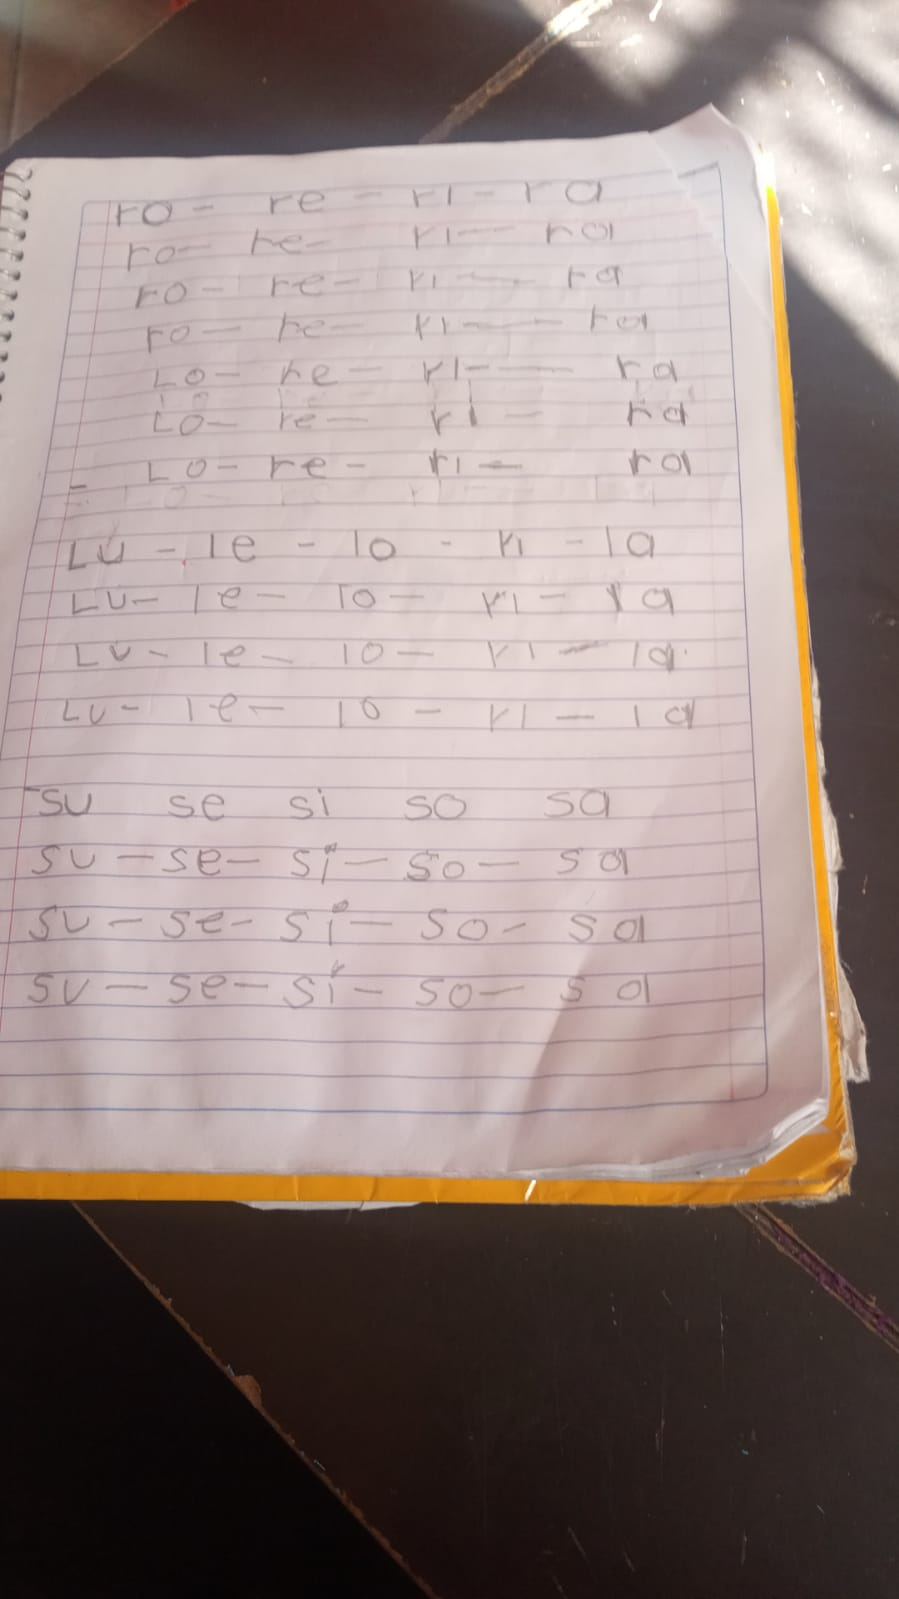 ro - re - ri - ra
ro - re - ri - ra
ro - re - ri - ra
ro - re - ri - ra
Lo - re - ri - ra
Lo - re - ri - ra
- Lo - re - ri - ra
Lu - le - lo - ri - la
Lu - le - lo - ri - ra
Lu - le - lo - ri - la
Lu - le - lo - ri - la
su se si so sa
su - se - si - so - sa
su - se - si - so - sa
su - se - si - so - sa